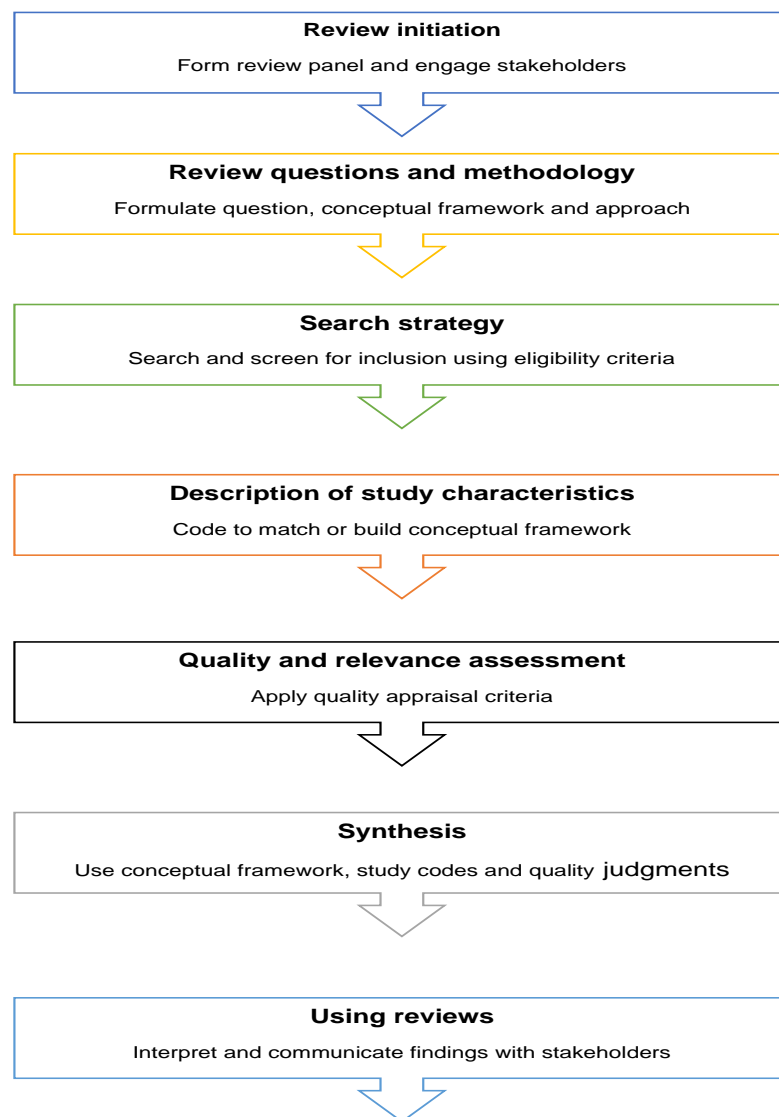 Review initiation
Form review panel and engage stakeholders
Review questions and methodology
Formulate question, conceptual framework and approach
Search strategy
Search and screen for inclusion using eligibility criteria
Description of study characteristics
Code to match or build conceptual framework
Quality and relevance assessment
Apply quality appraisal criteria
Synthesis
Use conceptual framework, study codes and quality judgments
Using reviews
Interpret and communicate findings with stakeholders